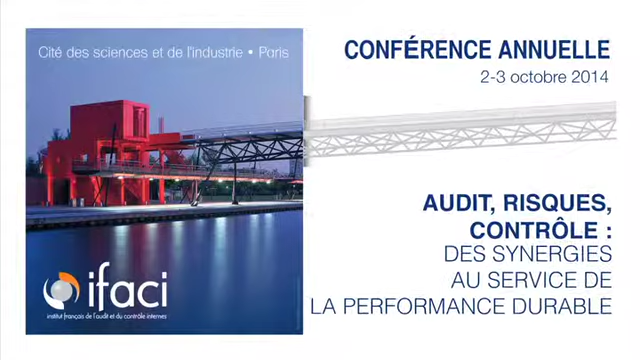 Cité des sciences et de l'industrie • Paris
CONFÉRENCE ANNUELLE
2-3 octobre 2014
AUDIT, RISQUES,
CONTRÔLE :
DES SYNERGIES
AU SERVICE DE
LA PERFORMANCE DURABLE
ifaci
institut français de l'audit et du contrôle internes